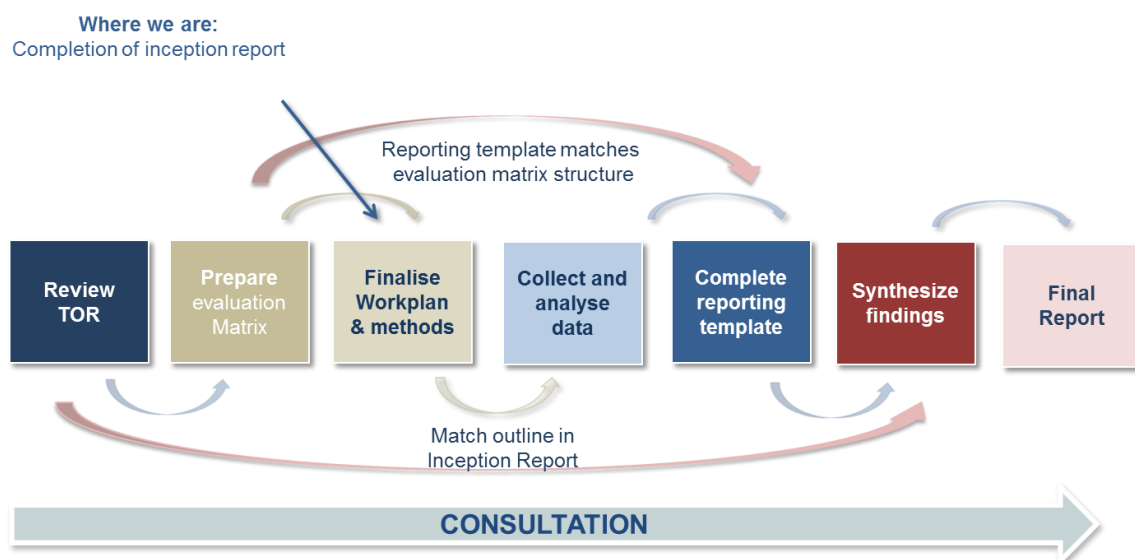 Where we are:
Completion of inception report
Reporting template matches
evaluation matrix structure
Review
TOR
Prepare
evaluation
Matrix
Finalise
Workplan
& methods
Collect and
analyse
data
Complete
reporting
template
Synthesize
findings
Final
Report
Match outline in
Inception Report
CONSULTATION